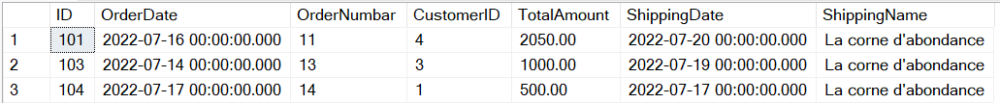 ID OrderDate OrderNumbar CustomerID TotalAmount ShippingDate ShippingName
1 101 2022-07-16 00:00:00.000 11 4 2050.00 2022-07-20 00:00:00.000 La corne d'abondance
2 103 2022-07-14 00:00:00.000 13 3 1000.00 2022-07-19 00:00:00.000 La corne d'abondance
3 104 2022-07-17 00:00:00.000 14 1 500.00 2022-07-17 00:00:00.000 La corne d'abondance